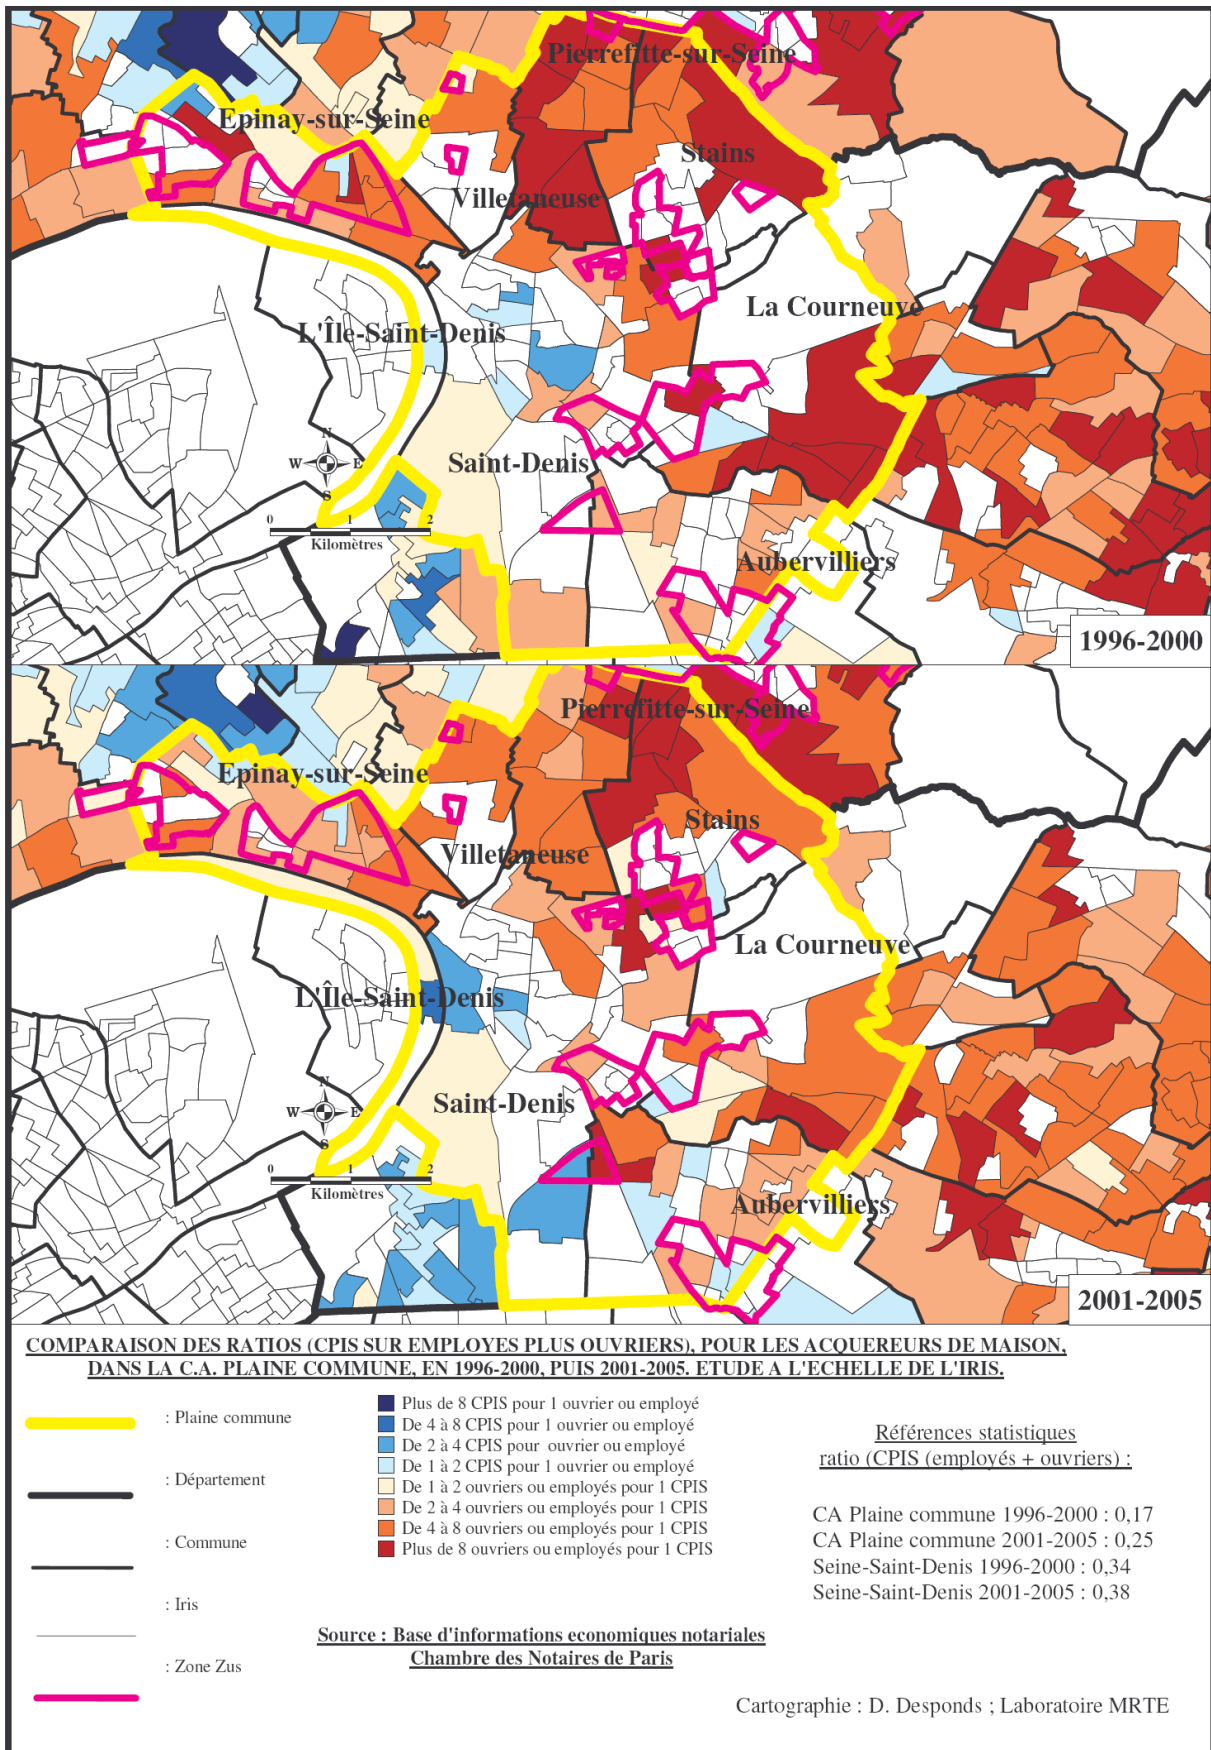 Pierrefitte-sur-Seine
Epinay-sur-Seine
Stains
Villetaneuse
La Courneuve
L'Île-Saint-Denis
N
W E
S
Saint-Denis
0 1 2
Kilomètres
Aubervilliers
1996-2000
Pierrefitte-sur-Seine
Epinay-sur-Seine
Stains
Villetaneuse
La Courneuve
L'Île-Saint-Denis
N
W E
S
Saint-Denis
0 1 2
Kilomètres
Aubervilliers
2001-2005
COMPARAISON DES RATIOS (CPIS SUR EMPLOYES PLUS OUVRIERS), POUR LES ACQUEREURS DE MAISON,
DANS LA C.A. PLAINE COMMUNE, EN 1996-2000, PUIS 2001-2005. ETUDE A L'ECHELLE DE L'IRIS.
: Plaine commune
: Département
: Commune
: Iris
: Zone Zus
Plus de 8 CPIS pour 1 ouvrier ou employé
De 4 à 8 CPIS pour 1 ouvrier ou employé
De 2 à 4 CPIS pour ouvrier ou employé
De 1 à 2 CPIS pour 1 ouvrier ou employé
De 1 à 2 ouvriers ou employés pour 1 CPIS
De 2 à 4 ouvriers ou employés pour 1 CPIS
De 4 à 8 ouvriers ou employés pour 1 CPIS
Plus de 8 ouvriers ou employés pour 1 CPIS
Références statistiques
ratio (CPIS (employés + ouvriers) :
CA Plaine commune 1996-2000 : 0,17
CA Plaine commune 2001-2005 : 0,25
Seine-Saint-Denis 1996-2000 : 0,34
Seine-Saint-Denis 2001-2005 : 0,38
Source : Base d'informations economiques notariales
Chambre des Notaires de Paris
Cartographie : D. Desponds ; Laboratoire MRTE